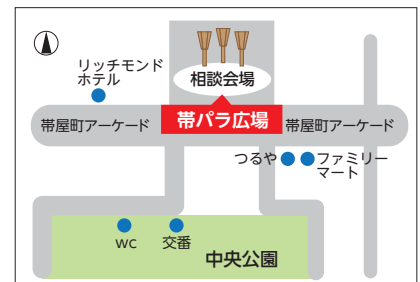 リッチモンド
ホテル
相談会場
帯屋町アーケード
帯パラ広場
帯屋町アーケード
つるや
ファミリー
マート
WC
交番
中央公園